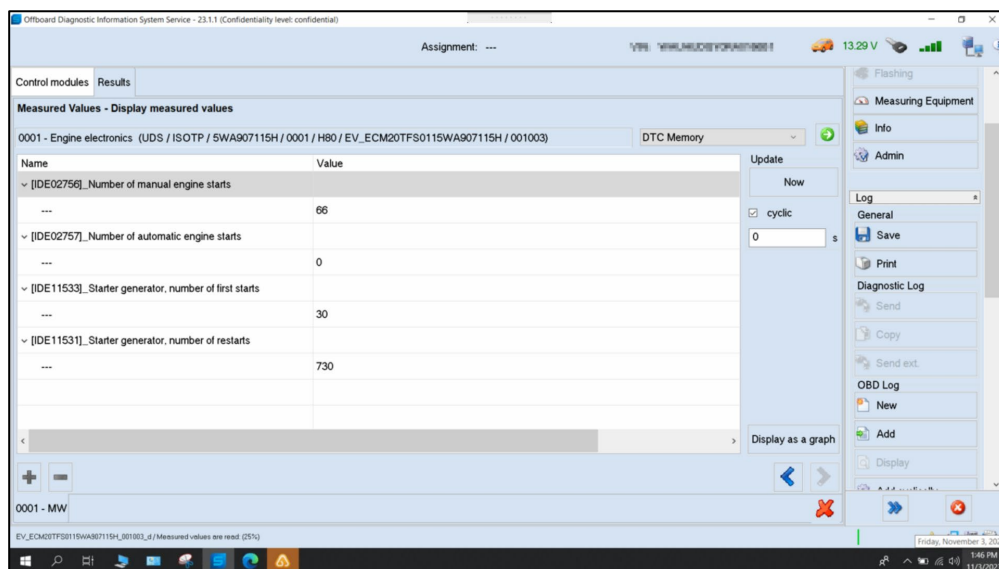 Offboard Diagnostic Information System Service - 23.1.1 (Confidentiality level: confidential)
Assignment: ---
13.29 V
Control modules Results
Measured Values - Display measured values
0001 - Engine electronics (UDS / ISOTP / 5WA907115H / 0001 / H80 / EV_ECM20TFS0115WA907115H / 001003)
DTC Memory
Name Value
[IDE02756]_Number of manual engine starts
--- 66
[IDE02757]_Number of automatic engine starts
--- 0
[IDE11533]_Starter generator, number of first starts
--- 30
[IDE11531]_Starter generator, number of restarts
--- 730
Update
Now
cyclic
0 s
Display as a graph
0001 - MW
EV_ECM20TFS0115WA907115H_001003_d / Measured values are read: (25%)
Flashing
Measuring Equipment
Info
Admin
Log
General
Save
Print
Diagnostic Log
Send
Copy
Send ext.
OBD Log
New
Add
Display
Friday, November 3, 202
1:46 PM
11/3/202